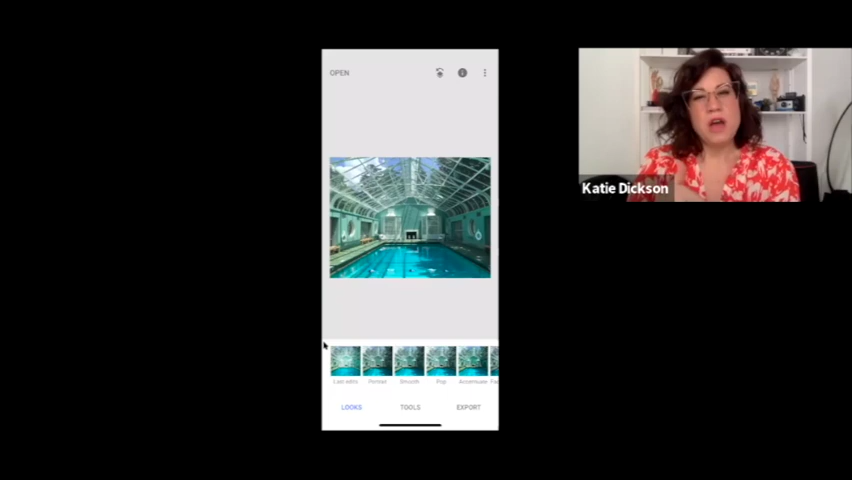 OPEN
Katie Dickson
Last edits Portrait Smooth Pop Accentuate
LOOKS TOOLS EXPORT